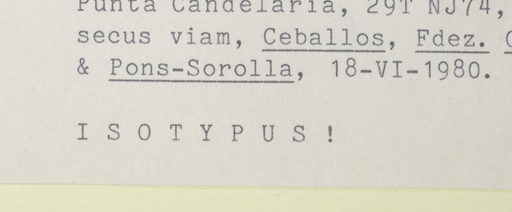 Punta Candelaria, 29T NJ74,
secus viam, Ceballos, Fdez.
& Pons-Sorolla, 18-VI-1980.
I S O T Y P U S !